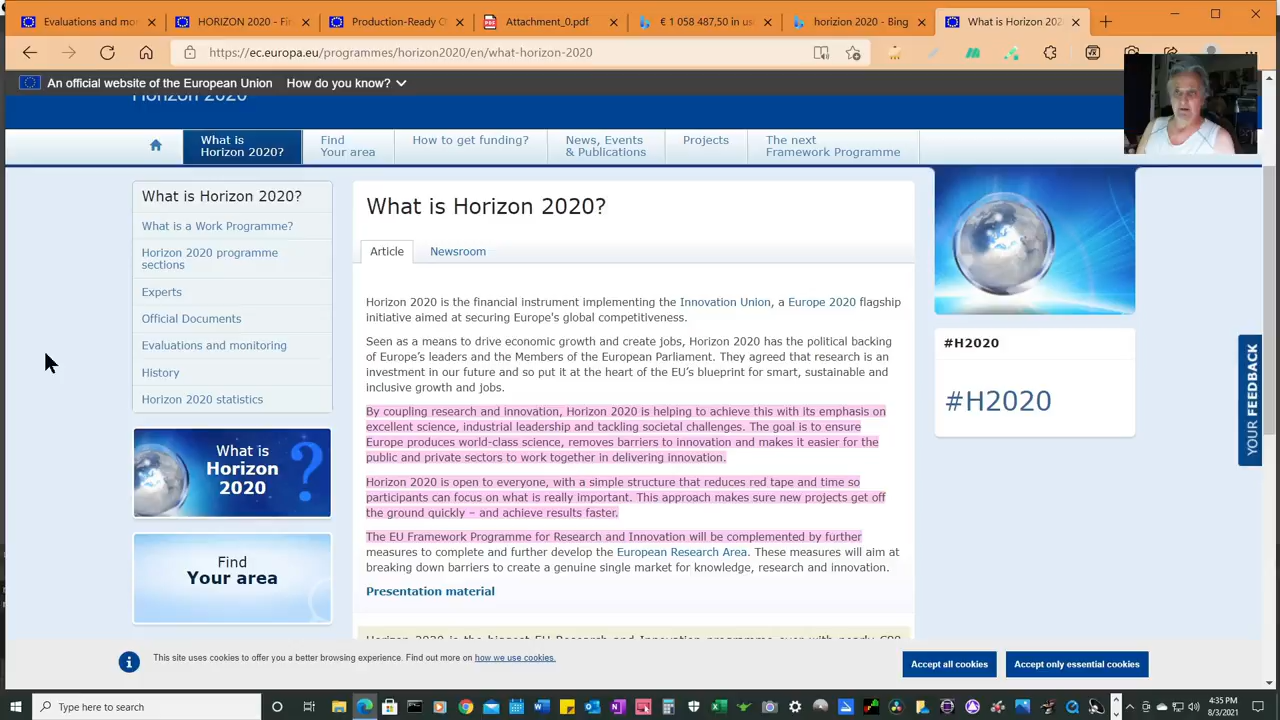 Evaluations and mon
HORIZON 2020 - Fi
Production-Ready C
Attachment_0.pdf
€ 1 058 487,50 in us
horizon 2020 - Bing
What is Horizon 202
https://ec.europa.eu/programmes/horizon2020/en/what-horizon-2020
An official website of the European Union How do you know?
Horizon 2020
What is
Horizon 2020?
Find
Your area
How to get funding?
News, Events
& Publications
Projects
The next
Framework Programme
What is Horizon 2020?
What is a Work Programme?
Horizon 2020 programme
sections
Experts
Official Documents
Evaluations and monitoring
History
Horizon 2020 statistics
What is
Horizon
2020
?
Find
Your area
What is Horizon 2020?
Article Newsroom
Horizon 2020 is the financial instrument implementing the Innovation Union, a Europe 2020 flagship
initiative aimed at securing Europe's global competitiveness.
Seen as a means to drive economic growth and create jobs, Horizon 2020 has the political backing
of Europe's leaders and the Members of the European Parliament. They agreed that research is an
investment in our future and so put it at the heart of the EU's blueprint for smart, sustainable and
inclusive growth and jobs.
By coupling research and innovation, Horizon 2020 is helping to achieve this with its emphasis on
excellent science, industrial leadership and tackling societal challenges. The goal is to ensure
Europe produces world-class science, removes barriers to innovation and makes it easier for the
public and private sectors to work together in delivering innovation.
Horizon 2020 is open to everyone, with a simple structure that reduces red tape and time so
participants can focus on what is really important. This approach makes sure new projects get off
the ground quickly – and achieve results faster.
The EU Framework Programme for Research and Innovation will be complemented by further
measures to complete and further develop the European Research Area. These measures will aim at
breaking down barriers to create a genuine single market for knowledge, research and innovation.
Presentation material
#H2020
#H2020
YOUR FEEDBACK
This site uses cookies to offer you a better browsing experience. Find out more on how we use cookies.
Accept all cookies
Accept only essential cookies
Type here to search
4:35 PM
8/3/2021